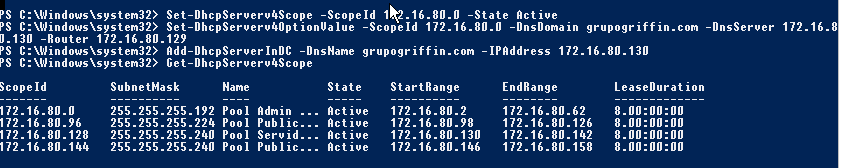 PS C:\Windows\system32> Set-DhcpServerv4Scope -ScopeId 172.16.80.0 -State Active
PS C:\Windows\system32> Set-DhcpServerv4OptionValue -ScopeId 172.16.80.0 -DnsDomain grupogriffin.com -DnsServer 172.16.8
0.130 -Router 172.16.80.129
PS C:\Windows\system32> Add-DhcpServerInDC -DnsName grupogriffin.com -IPAddress 172.16.80.130
PS C:\Windows\system32> Get-DhcpServerv4Scope
ScopeId SubnetMask Name State StartRange EndRange LeaseDuration
------- ---------- ---- ----- ---------- -------- -------------
172.16.80.0 255.255.255.192 Pool Admin ... Active 172.16.80.2 172.16.80.62 8.00:00:00
172.16.80.96 255.255.255.224 Pool Public... Active 172.16.80.98 172.16.80.126 8.00:00:00
172.16.80.128 255.255.255.240 Pool Servid... Active 172.16.80.130 172.16.80.142 8.00:00:00
172.16.80.144 255.255.255.240 Pool Public... Active 172.16.80.146 172.16.80.158 8.00:00:00